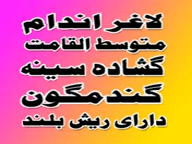 لاغر اندام
متوسط القامت
گشاده سینه
گندمگون
دارای ریش بلند